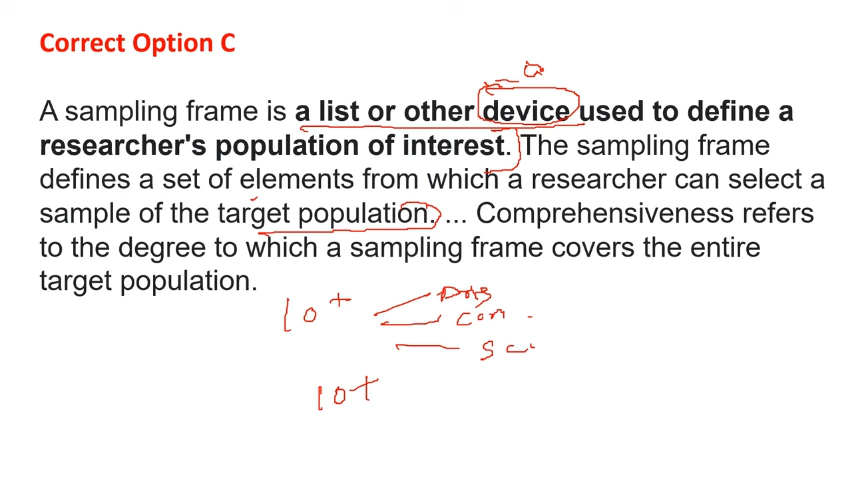 Correct Option C
a
A sampling frame is a list or other device used to define a
researcher's population of interest. The sampling frame
defines a set of elements from which a researcher can select a
sample of the target population. ... Comprehensiveness refers
to the degree to which a sampling frame covers the entire
target population.
10+
Com
10+